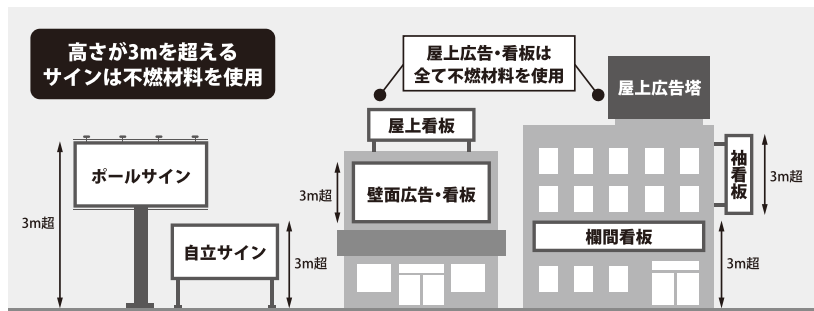 高さが3mを超える
サインは不燃材料を使用
屋上広告・看板は
全て不燃材料を使用
屋上広告塔
屋上看板
ポールサイン
3m超
自立サイン
3m超
壁面広告・看板
3m超
袖看板
3m超
欄間看板
3m超